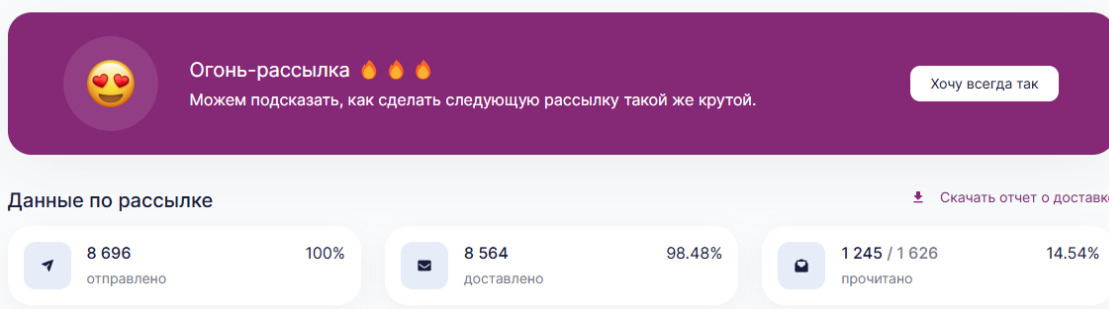 Огонь-рассылка 🔥 🔥 🔥
Можем подсказать, как сделать следующую рассылку такой же крутой.
Хочу всегда так
Данные по рассылке
Скачать отчет о доставк
8 696
100%
отправлено
8 564
98.48%
доставлено
1 245 / 1 626
14.54%
прочитано